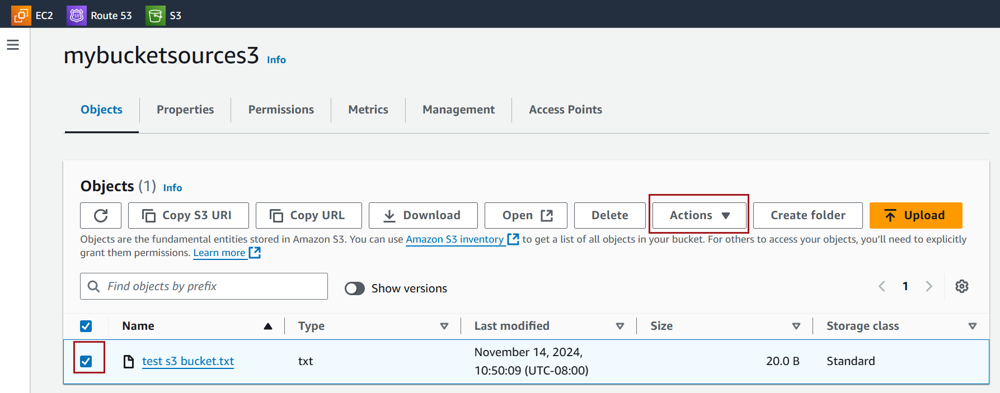 EC2 Route 53 S3
mybucketsources3 Info
Objects Properties Permissions Metrics Management Access Points
Objects (1) Info
Copy S3 URI Copy URL Download Open Delete Actions Create folder Upload
Objects are the fundamental entities stored in Amazon S3. You can use Amazon S3 inventory to get a list of all objects in your bucket. For others to access your objects, you’ll need to explicitly
grant them permissions. Learn more
Find objects by prefix Show versions 1
Name Type Last modified Size Storage class
test s3 bucket.txt txt November 14, 2024, 20.0 B Standard
10:50:09 (UTC-08:00)